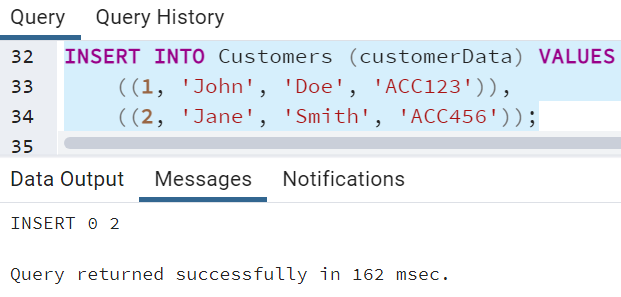 Query Query History
32 INSERT INTO Customers (customerData) VALUES
33 ((1, 'John', 'Doe', 'ACC123')),
34 ((2, 'Jane', 'Smith', 'ACC456'));
35
Data Output Messages Notifications
INSERT 0 2
Query returned successfully in 162 msec.